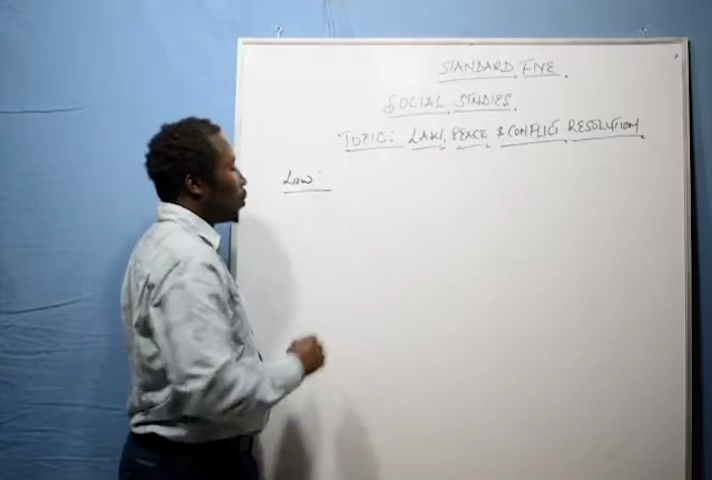 STANDARD FIVE.
SOCIAL STUDIES.
TOPIC: LAW, PEACE & CONFLICT RESOLUTION.
Law: